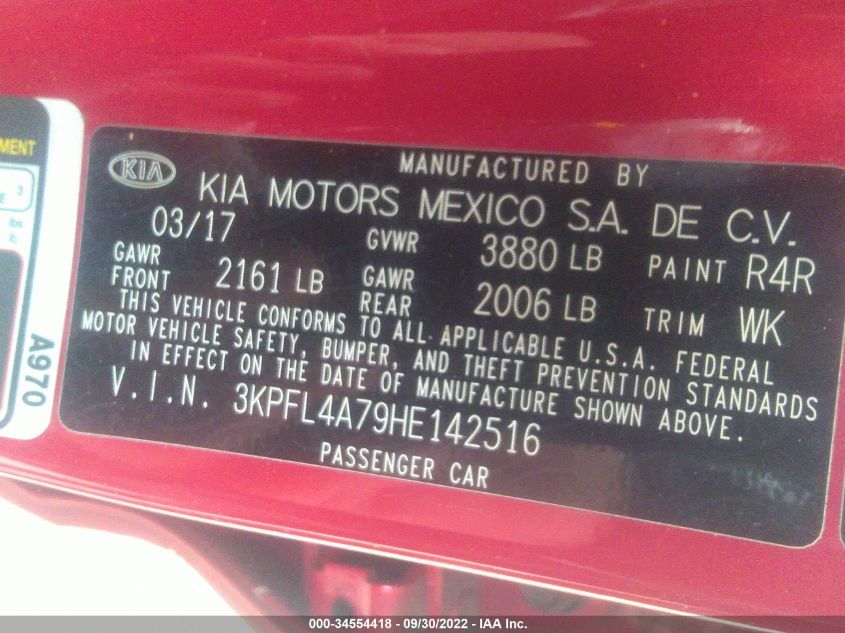 MENT
3
E
lbs
lb
A970
KIA
MANUFACTURED BY
KIA MOTORS MEXICO S.A. DE C.V.
03/17 GVWR 3880 LB PAINT R4R
GAWR FRONT 2161 LB GAWR REAR 2006 LB TRIM WK
THIS VEHICLE CONFORMS TO ALL APPLICABLE U.S.A. FEDERAL
MOTOR VEHICLE SAFETY, BUMPER, AND THEFT PREVENTION STANDARDS
IN EFFECT ON THE DATE OF MANUFACTURE SHOWN ABOVE.
V.I.N. 3KPFL4A79HE142516
PASSENGER CAR
000-34554418 - 09/30/2022 - IAA Inc.